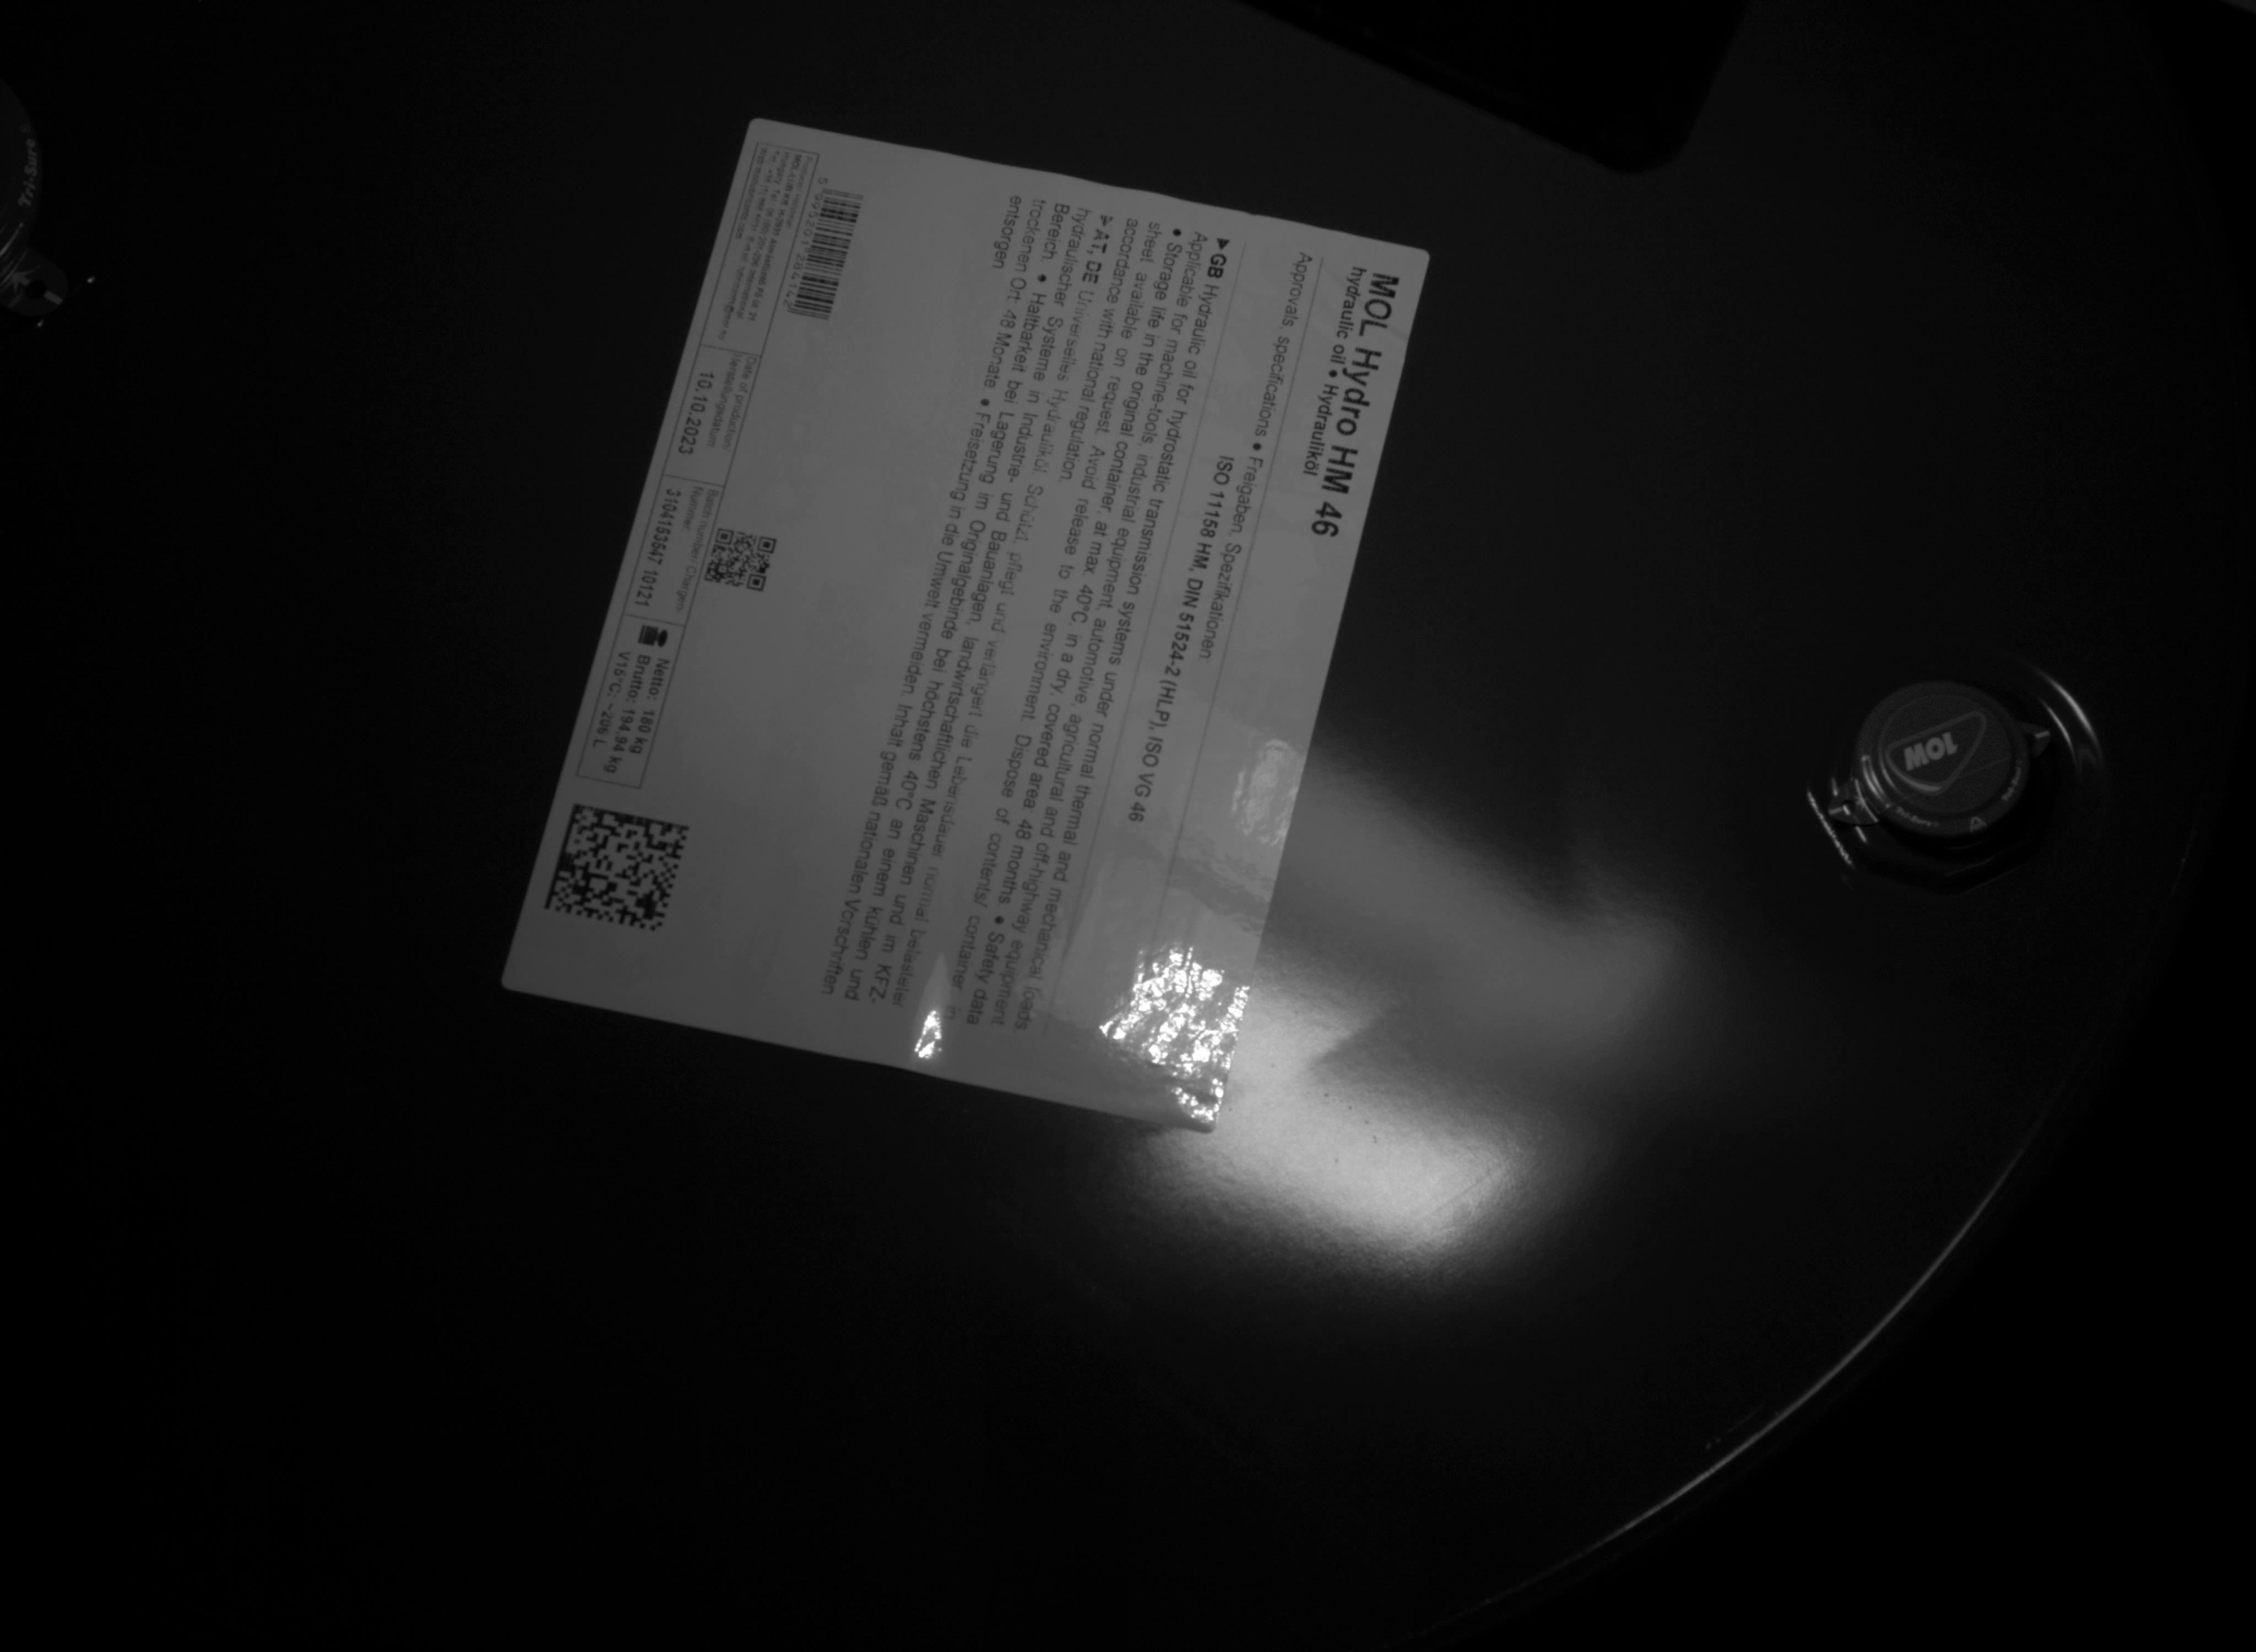 MOL Hydro HM 46
hydraulic oil • Hydrauliköl
Approvals, specifications • Freigaben, Spezifikationen:
ISO 11158 HM, DIN 51524-2 (HLP), ISO VG 46
►GB Hydraulic oil for hydrostatic transmission systems under normal thermal and mechanical loads
Applicable for machine-tools, industrial equipment, automotive, agricultural and off-highway equipment
• Storage life in the original container, at max. 40°C, in a dry, covered area: 48 months • Safety data
sheet available on request. Avoid release to the environment. Dispose of contents/ container in
accordance with national regulation.
►AT, DE Universelles Hydrauliköl. Schützt, pflegt und verlängert die Lebensdauer normal belasteter
hydraulischer Systeme in Industrie- und Bauanlagen, landwirtschaftlichen Maschinen und im KFZ-
Bereich. • Haltbarkeit bei Lagerung im Originalgebinde bei höchstens 40°C an einem kühlen und
trockenen Ort: 48 Monate. • Freisetzung in die Umwelt vermeiden. Inhalt gemäß nationalen Vorschriften
entsorgen
Date of production/
Herstellungsdatum:
10.10.2023
Batch number/ Chargen-
Nummer:
3104153547 10121
Netto: 180 kg
Brutto: 194,94 kg
V15°C: ~206 L
MOL
Tri-Sure